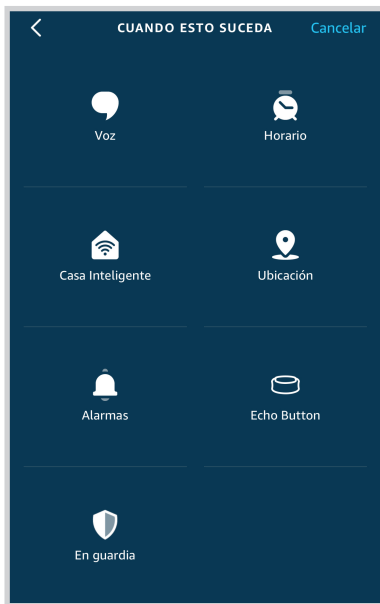 CUANDO ESTO SUCEDA Cancelar
Voz Horario
Casa Inteligente Ubicación
Alarmas Echo Button
En guardia